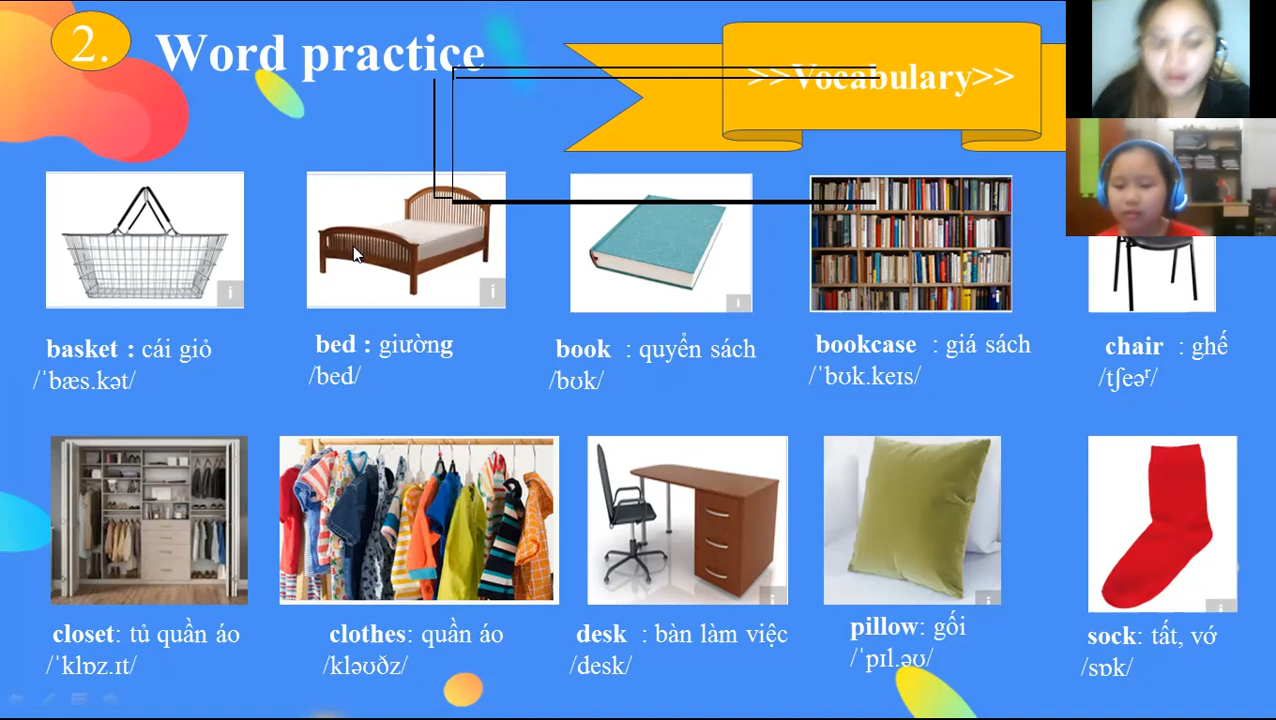 2.
Word practice
>>Vocabulary>>
basket : cái giỏ
/ˈbæs.kət/
bed : giường
/bed/
book : quyển sách
/bʊk/
bookcase : giá sách
/ˈbʊk.keɪs/
chair : ghế
/tʃeəʳ/
closet: tủ quần áo
/ˈklɒz.ɪt/
clothes: quần áo
/kləʊðz/
desk : bàn làm việc
/desk/
pillow: gối
/ˈpɪl.əʊ/
sock: tất, vớ
/sɒk/